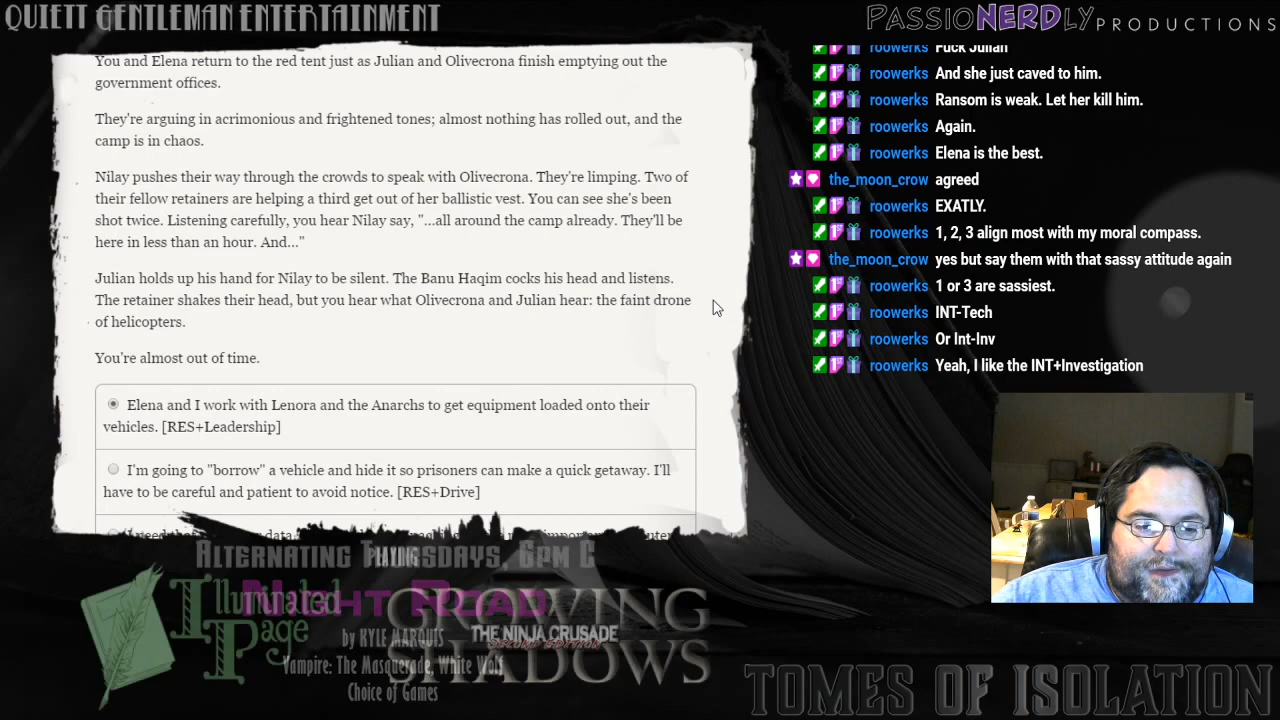 QUIETT GENTLEMAN ENTERTAINMENT
PASSIONERDLY PRODUCTIONS
You and Elena return to the red tent just as Julian and Olivecrona finish emptying out the
government offices.
They're arguing in acrimonious and frightened tones; almost nothing has rolled out, and the
camp is in chaos.
Nilay pushes their way through the crowds to speak with Olivecrona. They're limping. Two of
their fellow retainers are helping a third get out of her ballistic vest. You can see she's been
shot twice. Listening carefully, you hear Nilay say, "...all around the camp already. They'll be
here in less than an hour. And..."
Julian holds up his hand for Nilay to be silent. The Banu Haqim cocks his head and listens.
The retainer shakes their head, but you hear what Olivecrona and Julian hear: the faint drone
of helicopters.
You're almost out of time.
Elena and I work with Lenora and the Anarchs to get equipment loaded onto their
vehicles. [RES+Leadership]
I'm going to "borrow" a vehicle and hide it so prisoners can make a quick getaway. I'll
have to be careful and patient to avoid notice. [RES+Drive]
roowerks Fuck Julian
roowerks And she just caved to him.
roowerks Ransom is weak. Let her kill him.
roowerks Again.
roowerks Elena is the best.
the_moon_crow agreed
roowerks EXATLY.
roowerks 1, 2, 3 align most with my moral compass.
the_moon_crow yes but say them with that sassy attitude again
roowerks 1 or 3 are sassiest.
roowerks INT-Tech
roowerks Or Int-Inv
roowerks Yeah, I like the INT+Investigation
ALTERNATING TUESDAYS, 6PM C
PLAYING
Illuminated
Page
NIGHT ROAD
GROWING
SHADOWS
THE NINJA CRUSADE
SECOND EDITION
by KYLE MARQUIS
Vampire: The Masquerade, White Wolf
Choice of Games
TOMES OF ISOLATION